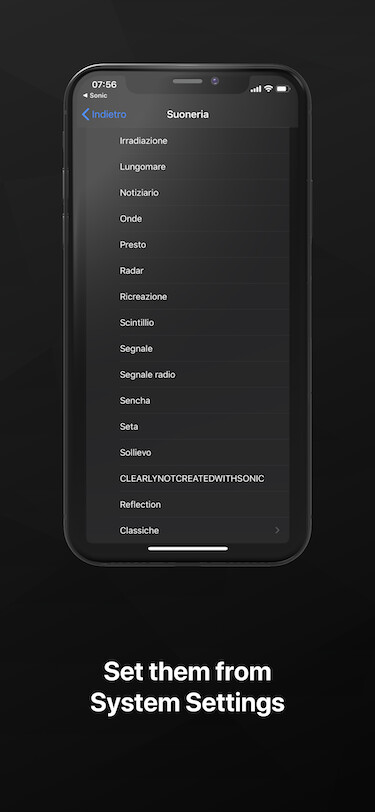 07:56
◀ Sonic
Indietro
Suoneria
Irradiazione
Lungomare
Notiziario
Onde
Presto
Radar
Ricreazione
Scintillio
Segnale
Segnale radio
Sencha
Seta
Sollievo
CLEARLYNOTCREATEDWITHSONIC
Reflection
Classiche
Set them from
System Settings